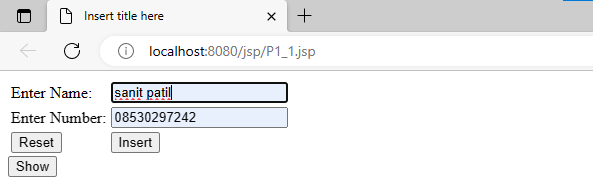 Insert title here
localhost:8080/jsp/P1_1.jsp
Enter Name: sanit patil
Enter Number: 08530297242
Reset Insert
Show